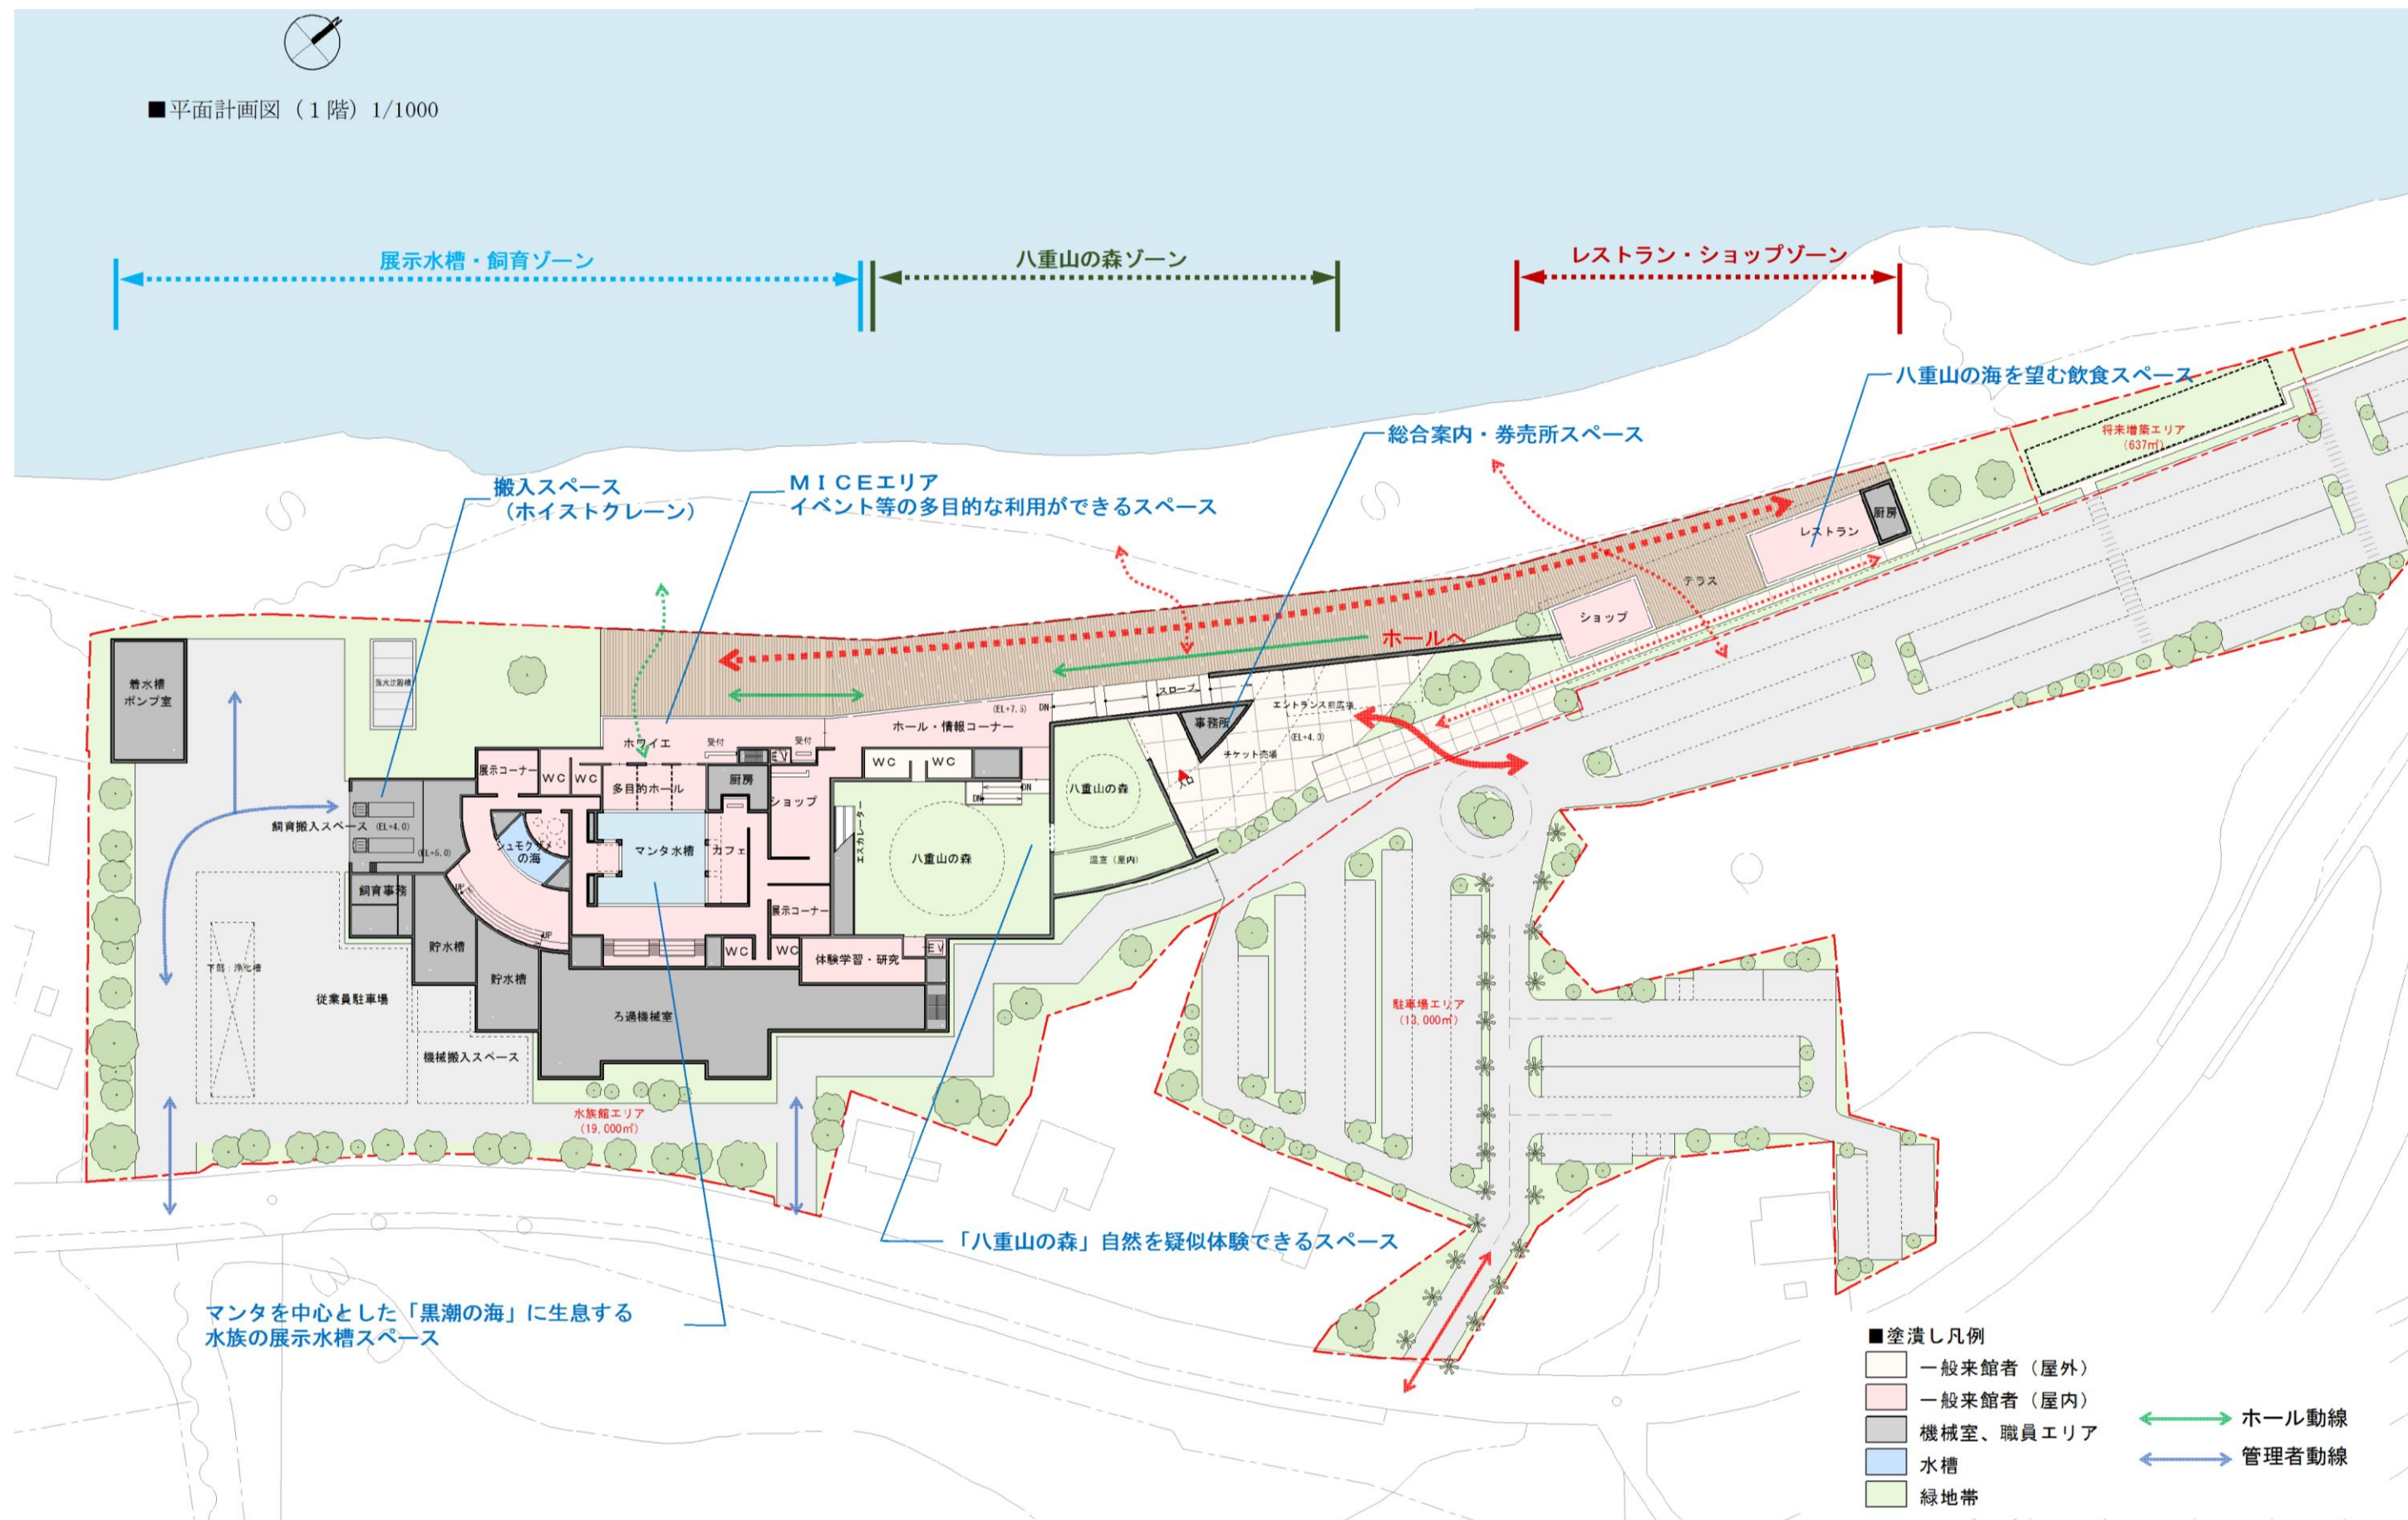 N
■平面計画図（１階）1/1000
展示水槽・飼育ゾーン
八重山の森ゾーン
レストラン・ショップゾーン
八重山の海を望む飲食スペース
総合案内・券売所スペース
将来増築エリア
（637㎡）
搬入スペース
（ホイストクレーン）
ＭＩＣＥエリア
イベント等の多目的な利用ができるスペース
厨房
レストラン
テラス
ショップ
ホールへ
着水槽
ポンプ室
スロープ
(EL+7.5)
DN
ホール・情報コーナー
事務所
エントランス前広場
(EL+4.0)
チケット売場
入口
ホワイエ
受付
EV
受付
展示コーナー
WC
WC
多目的ホール
厨房
ショップ
WC
WC
DN
DN
八重山の森
飼育搬入スペース
(EL+4.0)
(EL+5.0)
シュモクザメ
の海
マンタ水槽
カフェ
エスカレーター
八重山の森
温室（屋内）
飼育事務
UP
展示コーナー
UP
貯水槽
WC
WC
体験学習・研究
EV
下部：浄化槽
貯水槽
従業員駐車場
ろ過機械室
駐車場エリア
（13,000㎡）
機械搬入スペース
水族館エリア
（19,000㎡）
「八重山の森」自然を疑似体験できるスペース
マンタを中心とした「黒潮の海」に生息する
水族の展示水槽スペース
■塗潰し凡例
一般来館者（屋外）
一般来館者（屋内）
機械室、職員エリア
水槽
緑地帯
ホール動線
管理者動線